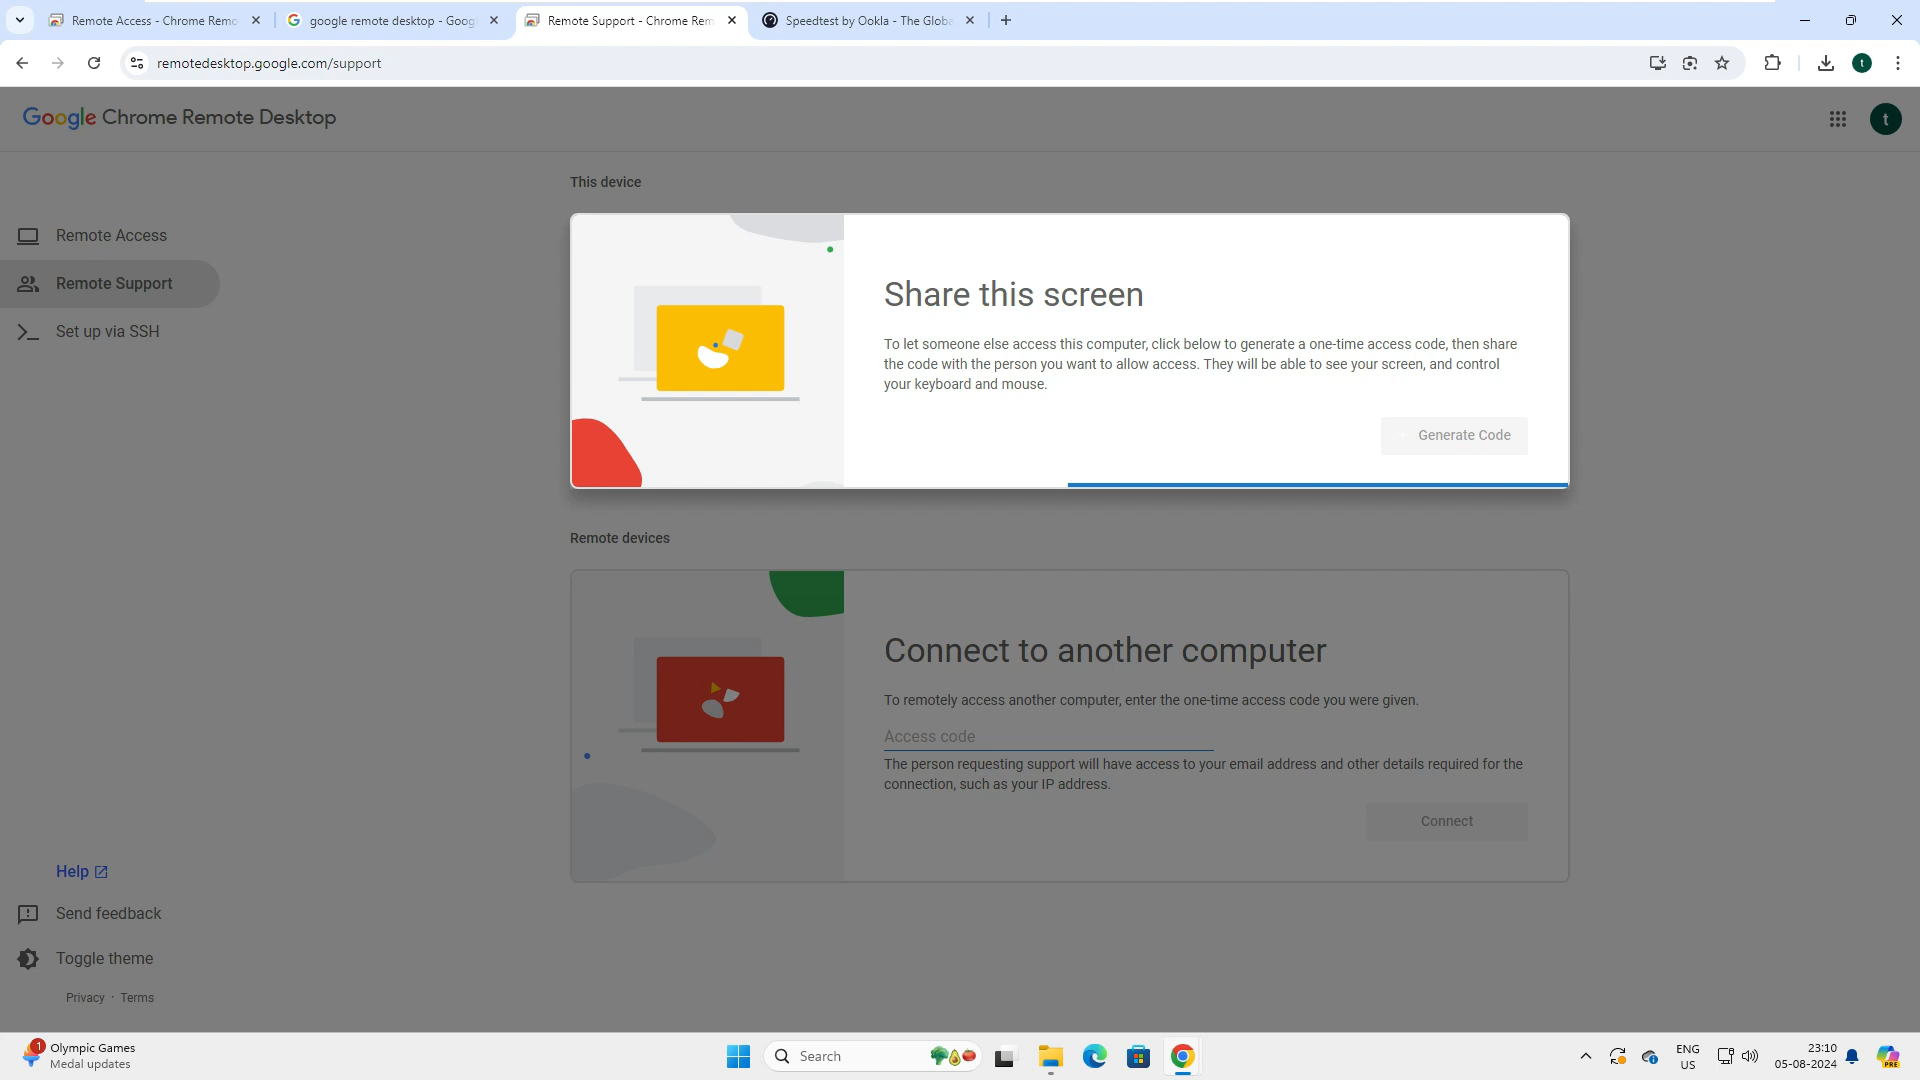 Remote Access - Chrome Remo
google remote desktop - Goog
Remote Support - Chrome Rem
Speedtest by Ookla - The Globa
remotedesktop.google.com/support
t
Google Chrome Remote Desktop
t
This device
Remote Access
Remote Support
Set up via SSH
Share this screen
To let someone else access this computer, click below to generate a one-time access code, then share
the code with the person you want to allow access. They will be able to see your screen, and control
your keyboard and mouse.
Generate Code
Remote devices
Connect to another computer
To remotely access another computer, enter the one-time access code you were given.
Access code
The person requesting support will have access to your email address and other details required for the
connection, such as your IP address.
Connect
Help
Send feedback
Toggle theme
Privacy · Terms
1
Olympic Games
Medal updates
Search
ENG
US
23:10
05-08-2024
PRE